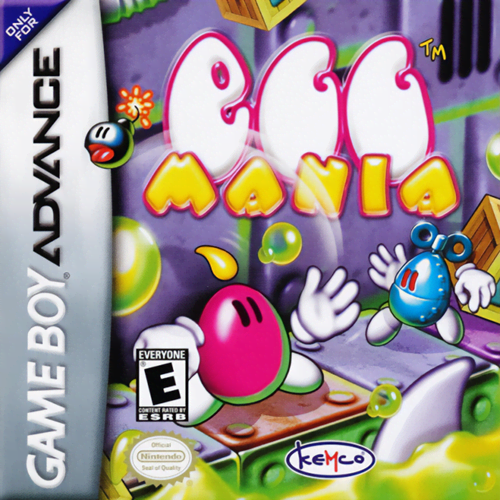 ONLY
FOR
GAME BOY ADVANCE
egg
MANIA
TM
EVERYONE
E
CONTENT RATED BY
ESRB
Official
Nintendo
Seal of Quality
KEMCO